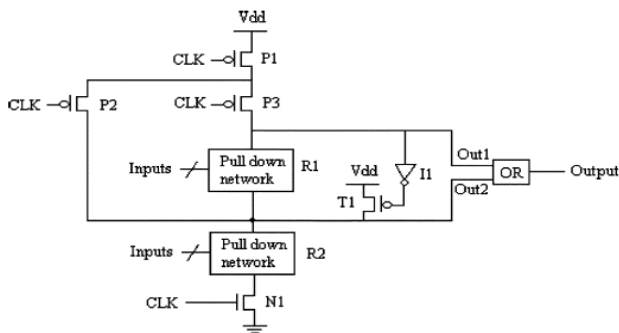 Vdd
CLK P1
CLK P2 CLK P3
Inputs Pull down network R1
Vdd
T1
I1
Out1
Out2
OR
Output
Inputs Pull down network R2
CLK N1